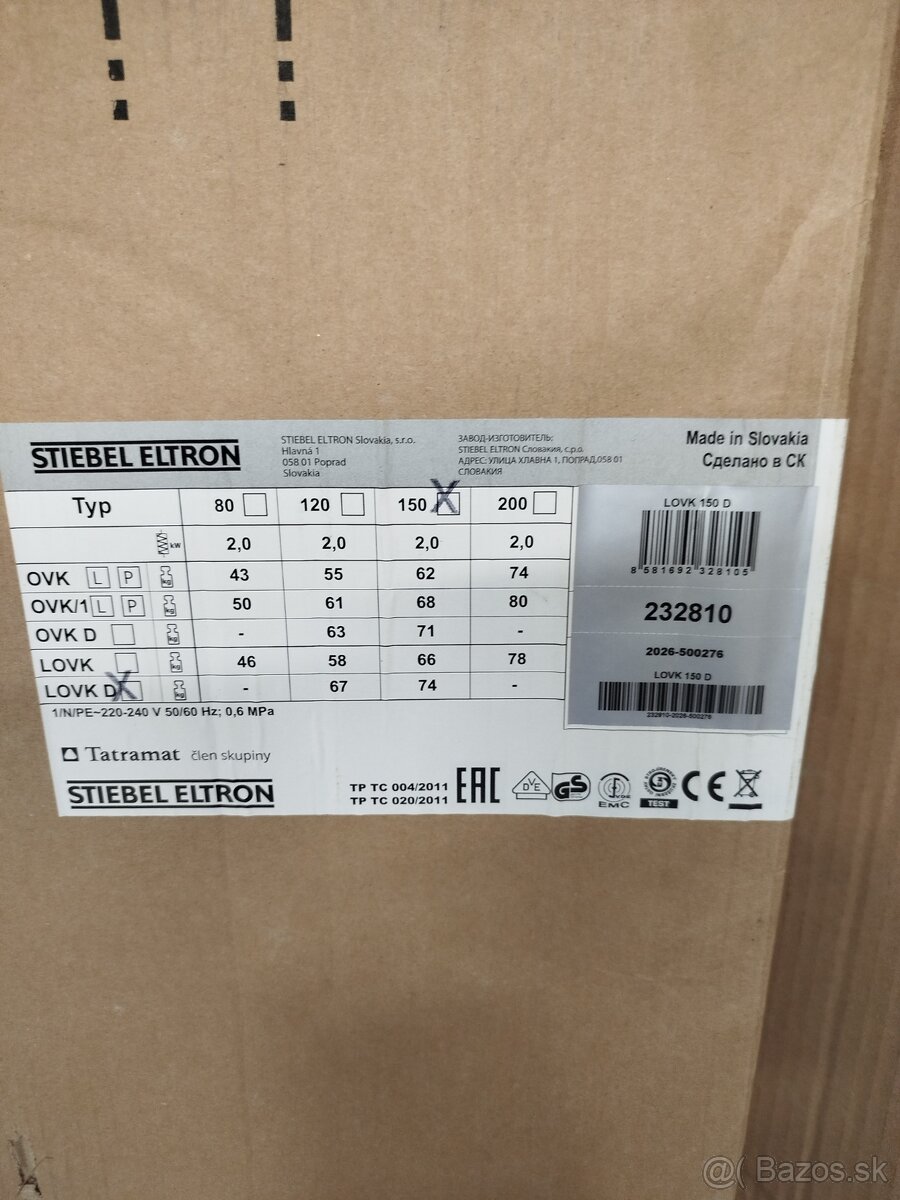 STIEBEL ELTRON
STIEBEL ELTRON Slovakia, s.r.o.
Hlavná 1
058 01 Poprad
Slovakia
ЗАВОД-ИЗГОТОВИТЕЛЬ:
STIEBEL ELTRON Словакия, с.р.о.
АДРЕС: УЛИЦА ХЛАВНА 1, ПОПРАД,058 01
СЛОВАКИЯ
Made in Slovakia
Сделано в СК
Typ 80 120 150 X 200
kW 2,0 2,0 2,0 2,0
OVK L P kg 43 55 62 74
OVK/1 L P kg 50 61 68 80
OVK D kg - 63 71 -
LOVK kg 46 58 66 78
LOVK D X kg - 67 74 -
1/N/PE~220-240 V 50/60 Hz; 0,6 MPa
LOVK 150 D
8 581692 328105
232810
2026-500276
LOVK 150 D
232810-2026-500276
Tatramat člen skupiny
STIEBEL ELTRON
TP TC 004/2011
TP TC 020/2011
EAC
VDE
GS
VDE
EMC
TEST
CE
@( Bazos.sk